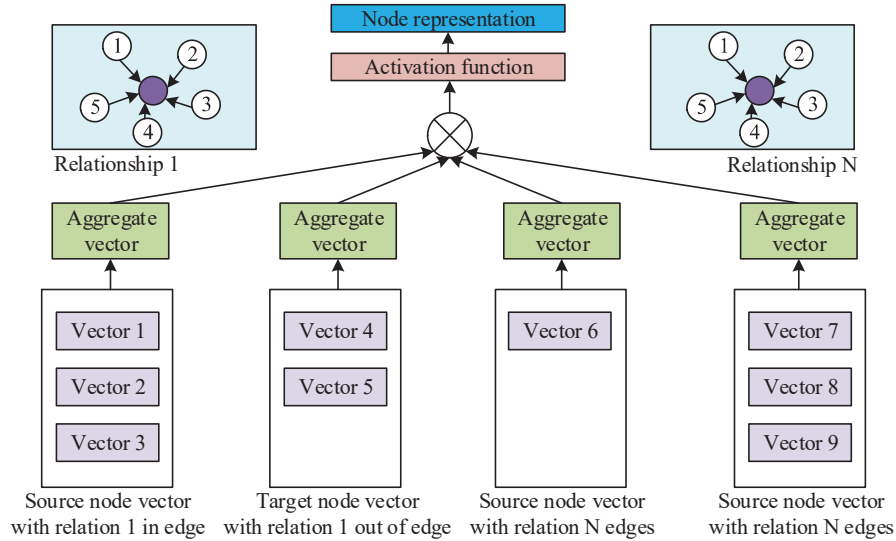 Node representation
Activation function
1
2
3
4
5
Relationship 1
1
2
3
4
5
Relationship N
Aggregate
vector
Aggregate
vector
Aggregate
vector
Aggregate
vector
Vector 1
Vector 2
Vector 3
Vector 4
Vector 5
Vector 6
Vector 7
Vector 8
Vector 9
Source node vector
with relation 1 in edge
Target node vector
with relation 1 out of edge
Source node vector
with relation N edges
Source node vector
with relation N edges